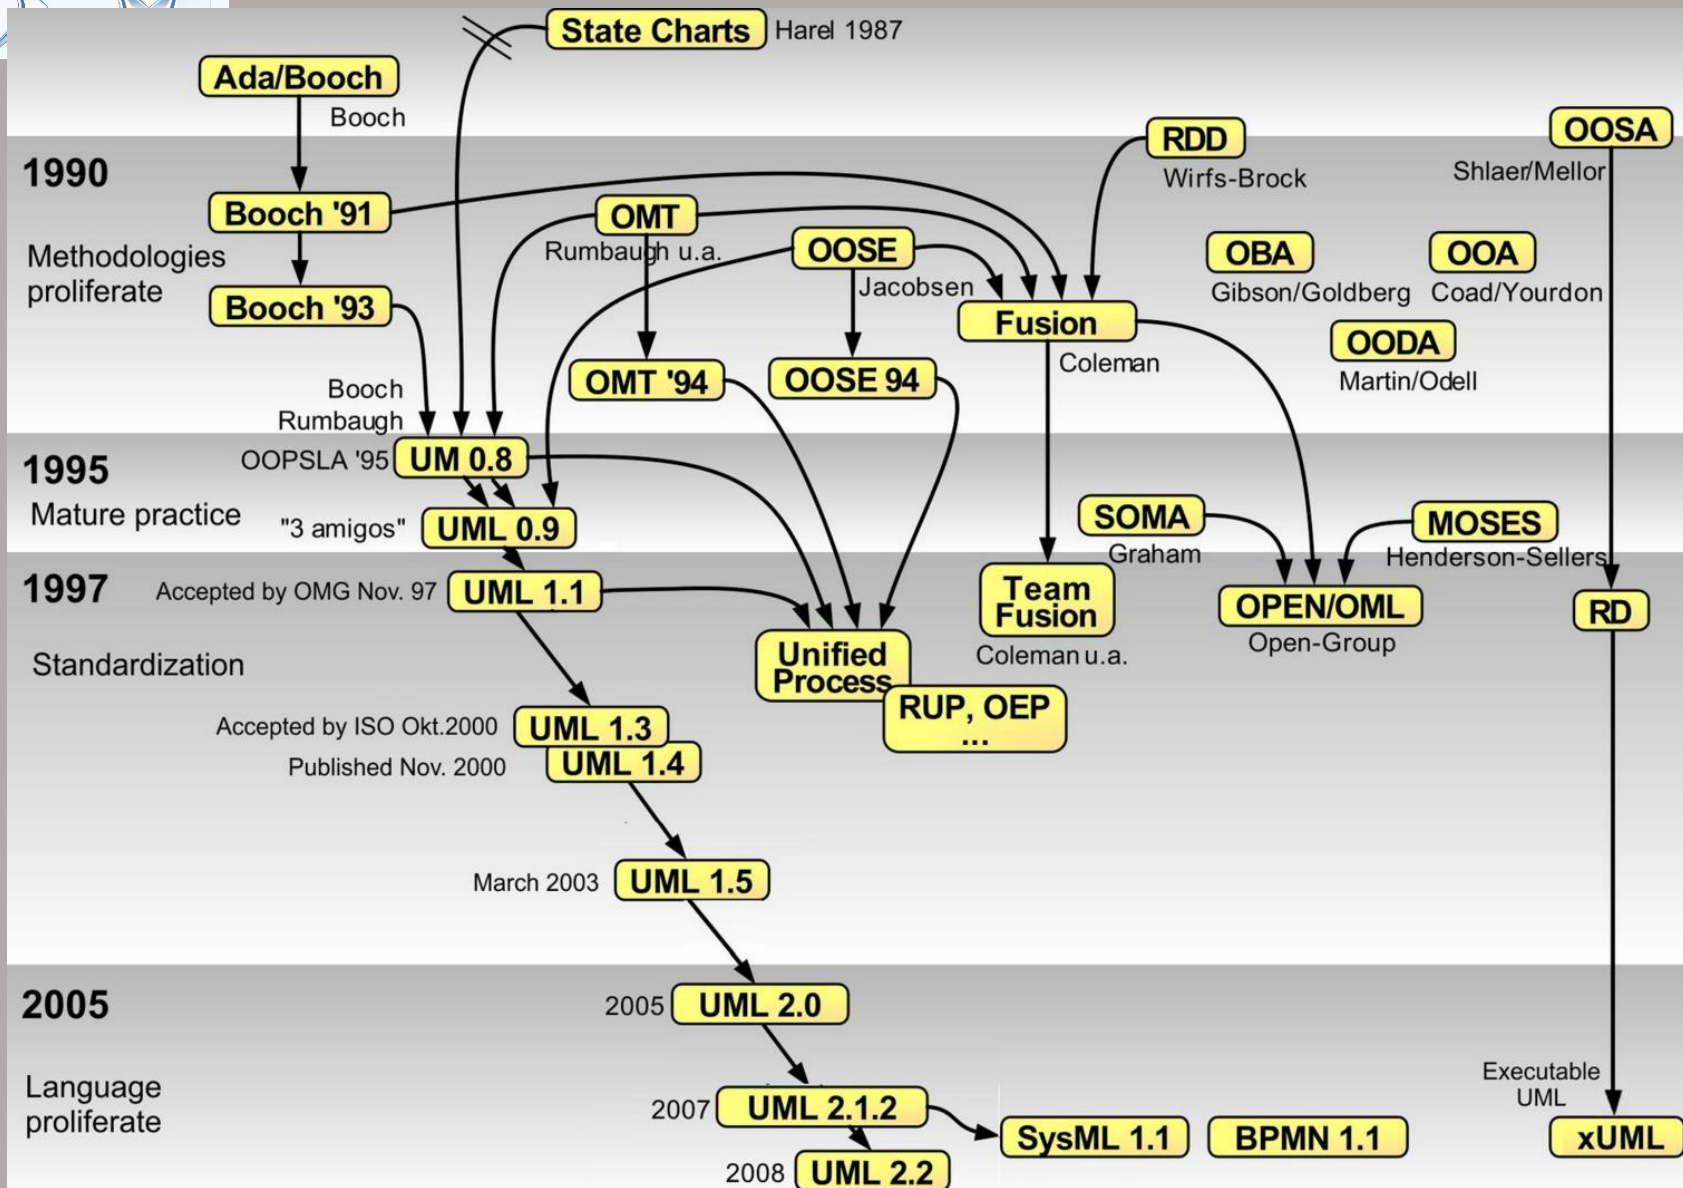 State Charts
Harel 1987
Ada/Booch
Booch
RDD
Wirfs-Brock
OOSA
Shlaer/Mellor
1990
Methodologies
proliferate
Booch '91
OMT
Rumbaugh u.a.
OOSE
Jacobsen
OBA
Gibson/Goldberg
OOA
Coad/Yourdon
Booch '93
Fusion
Coleman
OODA
Martin/Odell
OMT '94
OOSE 94
Booch
Rumbaugh
1995
Mature practice
OOPSLA '95
UM 0.8
"3 amigos"
UML 0.9
SOMA
Graham
MOSES
Henderson-Sellers
1997
Standardization
Accepted by OMG Nov. 97
UML 1.1
Team
Fusion
Coleman u.a.
OPEN/OML
Open-Group
RD
Unified
Process
RUP, OEP
...
Accepted by ISO Okt.2000
UML 1.3
Published Nov. 2000
UML 1.4
March 2003
UML 1.5
2005
Language
proliferate
2005
UML 2.0
2007
UML 2.1.2
SysML 1.1
BPMN 1.1
Executable
UML
xUML
2008
UML 2.2